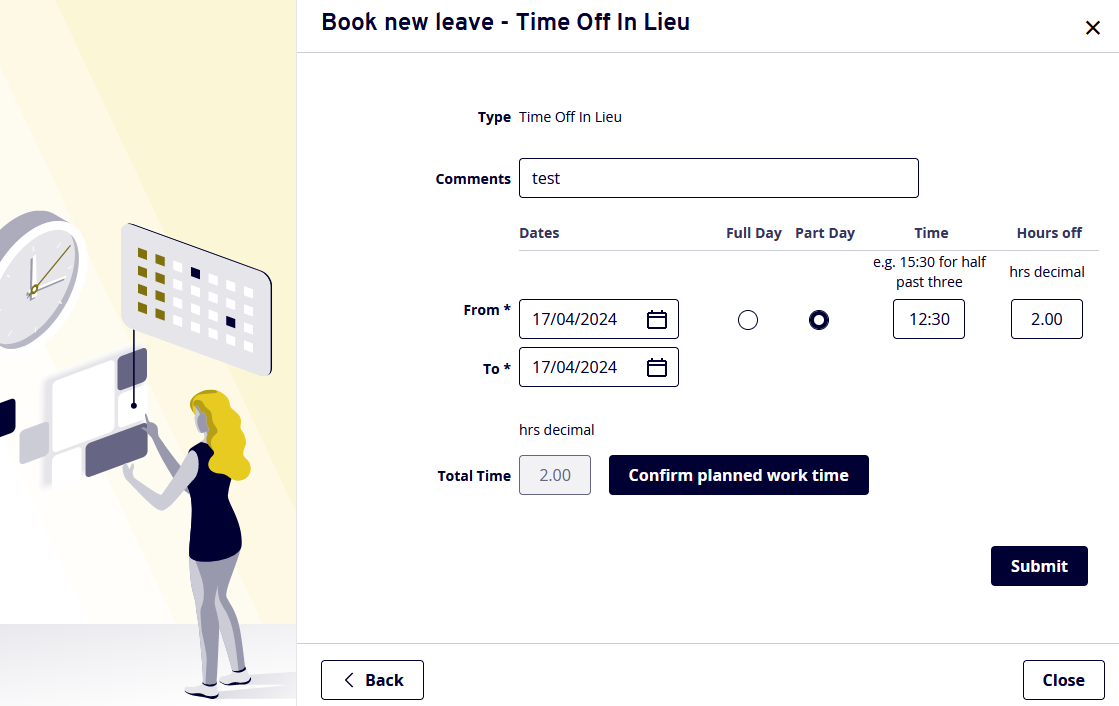 Book new leave - Time Off In Lieu
Type Time Off In Lieu
Comments test
Dates Full Day Part Day Time Hours off
e.g. 15:30 for half
past three
hrs decimal
From * 17/04/2024 12:30 2.00
To * 17/04/2024
hrs decimal
Total Time 2.00 Confirm planned work time
Submit
Back Close